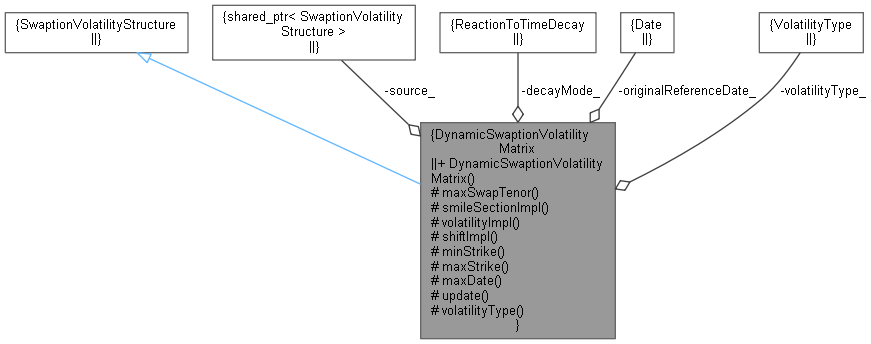 {SwaptionVolatilityStructure
||}
{shared_ptr< SwaptionVolatility
Structure >
||}
{ReactionToTimeDecay
||}
{Date
||}
{VolatilityType
||}
-source_
-decayMode_
-originalReferenceDate_
-volatilityType_
{DynamicSwaptionVolatility
Matrix
||+ DynamicSwaptionVolatility
Matrix()
# maxSwapTenor()
# smileSectionImpl()
# volatilityImpl()
# shiftImpl()
# minStrike()
# maxStrike()
# maxDate()
# update()
# volatilityType()
}